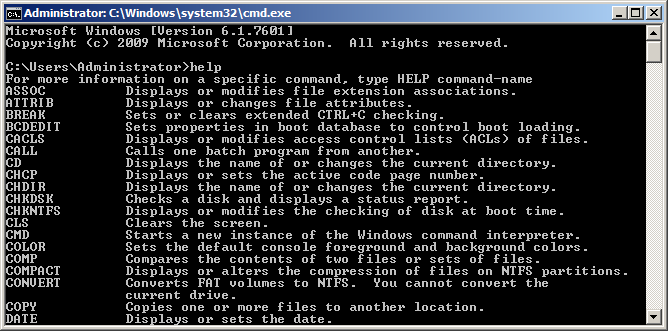 Administrator: C:\Windows\system32\cmd.exe
Microsoft Windows [Version 6.1.7601]
Copyright (c) 2009 Microsoft Corporation.  All rights reserved.
C:\Users\Administrator>help
For more information on a specific command, type HELP command-name
ASSOC          Displays or modifies file extension associations.
ATTRIB         Displays or changes file attributes.
BREAK          Sets or clears extended CTRL+C checking.
BCDEDIT        Sets properties in boot database to control boot loading.
CACLS          Displays or modifies access control lists (ACLs) of files.
CALL           Calls one batch program from another.
CD             Displays the name of or changes the current directory.
CHCP           Displays or sets the active code page number.
CHDIR          Displays the name of or changes the current directory.
CHKDSK         Checks a disk and displays a status report.
CHKNTFS        Displays or modifies the checking of disk at boot time.
CLS            Clears the screen.
CMD            Starts a new instance of the Windows command interpreter.
COLOR          Sets the default console foreground and background colors.
COMP           Compares the contents of two files or sets of files.
COMPACT        Displays or alters the compression of files on NTFS partitions.
CONVERT        Converts FAT volumes to NTFS.  You cannot convert the
               current drive.
COPY           Copies one or more files to another location.
DATE           Displays or sets the date.